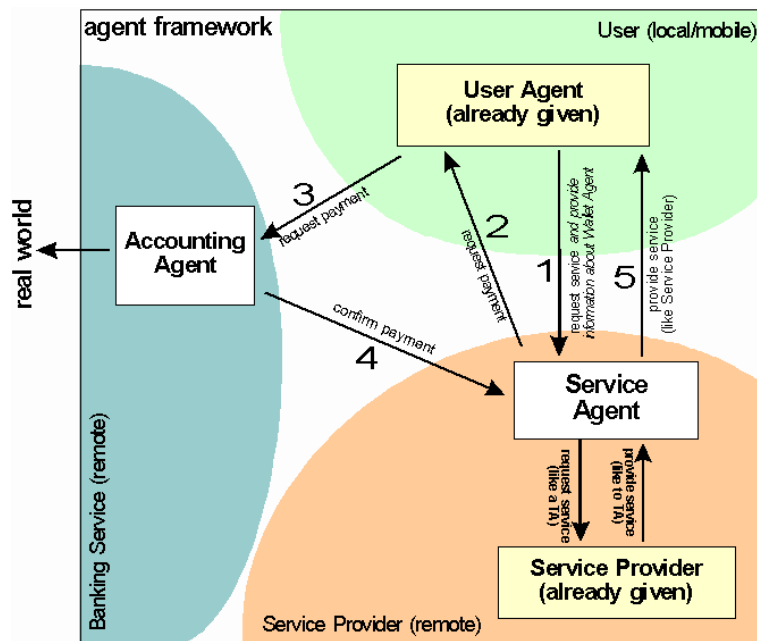 agent framework
User (local/mobile)
User Agent
(already given)
3
request payment
2
request payment
1
request service and provide
information about Wallet Agent
5
provide service
(like Service Provider)
real world
Accounting
Agent
confirm payment
4
Service
Agent
request service
(like a TA)
provide service
(like to TA)
Service Provider
(already given)
Banking Service (remote)
Service Provider (remote)